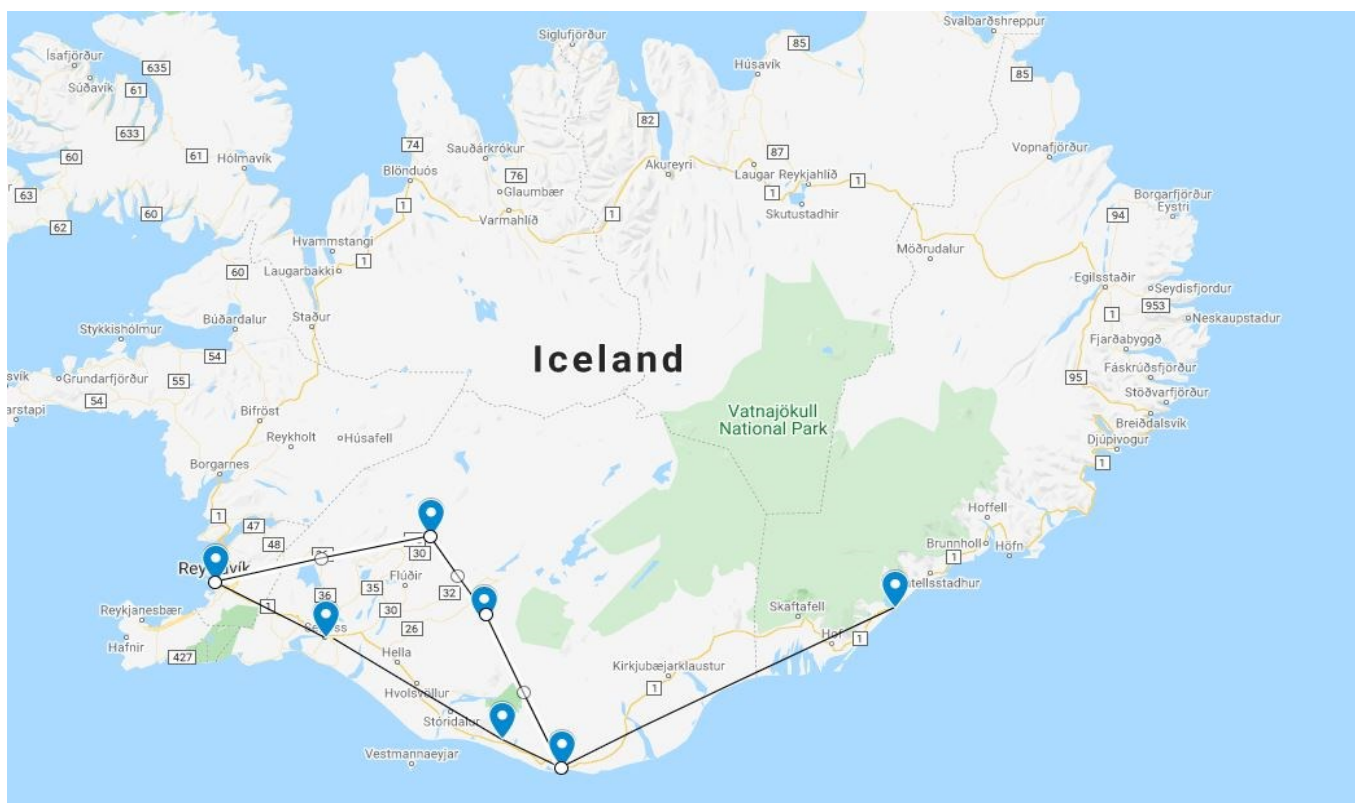 Svalbarðshreppur
Siglufjörður
85
Ísafjörður
635
Húsavík
Súðavík
61
85
82
633
74
Vopnafjörður
60
61
Hólmavík
Sauðárkrókur
87
Blönduós
76
Akureyri
Laugar Reykjahlíð
1
63
Glaumbær
1
Borgarfjörður
Eystri
60
1
Varmahlíð
1
Skutustadhir
94
62
Hvammstangi
Möðrudalur
1
60
Laugarbakki
Egilsstaðir
Seydisfjordur
953
Búðardalur
Staður
1
Neskaupstadur
Stykkishólmur
Iceland
Fjarðabyggð
54
svík
Grundarfjörður
55
95
Fáskrúðsfjörður
54
Stöðvarfjörður
arstapi
Bifröst
Vatnajökull
National Park
Breiðdalsvík
Reykholt
Húsafell
Djúpivogur
Borgarnes
1
Hoffell
1
47
48
Brunnhóll
Höfn
30
1
Flúðir
32
35
36
30
Skaftafell
Reykjanesbær
1
26
Hof
1
Hafnir
427
Hella
Kirkjubæjarklaustur
Hvolsvöllur
1
Stóridalur
Vestmannaeyjar